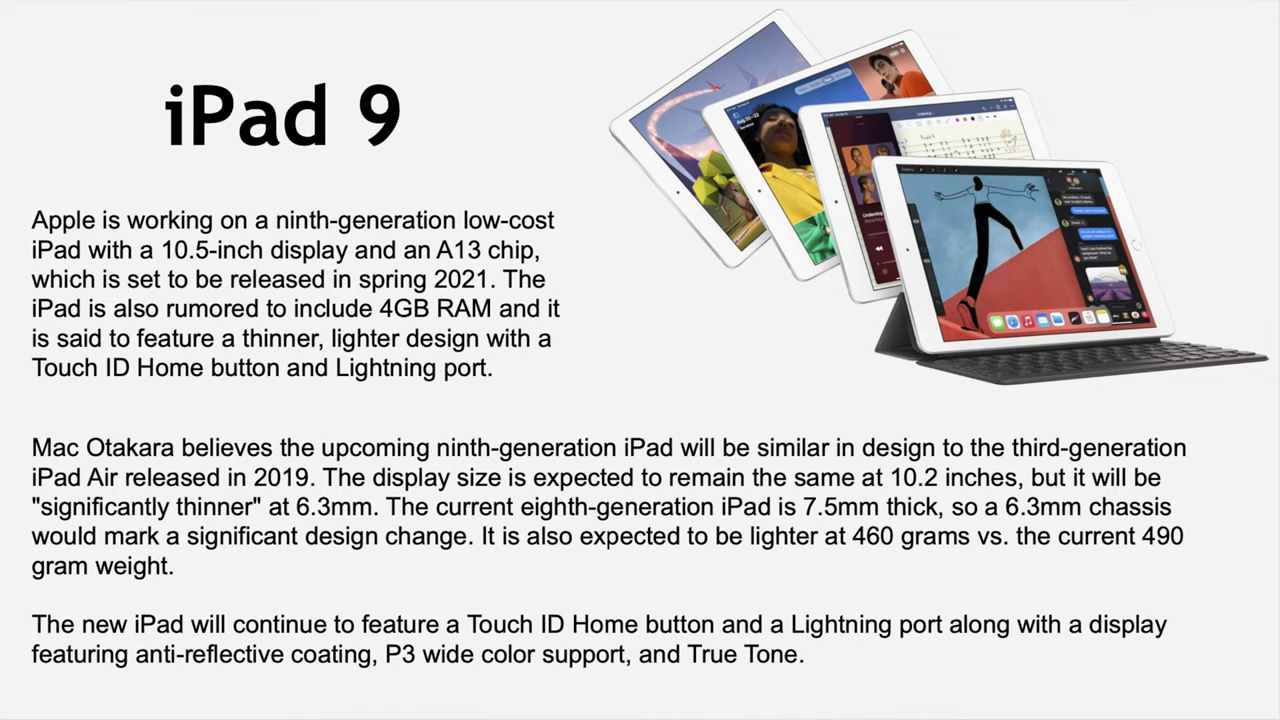 iPad 9
Apple is working on a ninth-generation low-cost
iPad with a 10.5-inch display and an A13 chip,
which is set to be released in spring 2021. The
iPad is also rumored to include 4GB RAM and it
is said to feature a thinner, lighter design with a
Touch ID Home button and Lightning port.
Mac Otakara believes the upcoming ninth-generation iPad will be similar in design to the third-generation
iPad Air released in 2019. The display size is expected to remain the same at 10.2 inches, but it will be
"significantly thinner" at 6.3mm. The current eighth-generation iPad is 7.5mm thick, so a 6.3mm chassis
would mark a significant design change. It is also expected to be lighter at 460 grams vs. the current 490
gram weight.
The new iPad will continue to feature a Touch ID Home button and a Lightning port along with a display
featuring anti-reflective coating, P3 wide color support, and True Tone.